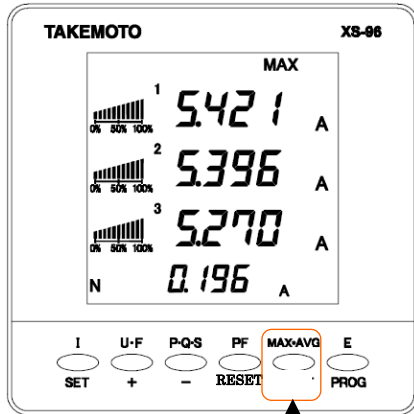 TAKEMOTO XS-96
MAX
1 5.421 A
0% 50% 100%
2 5.396 A
0% 50% 100%
3 5.270 A
0% 50% 100%
N 0.196 A
I U·F P·Q·S PF MAX·AVG E
SET + − RESET PROG